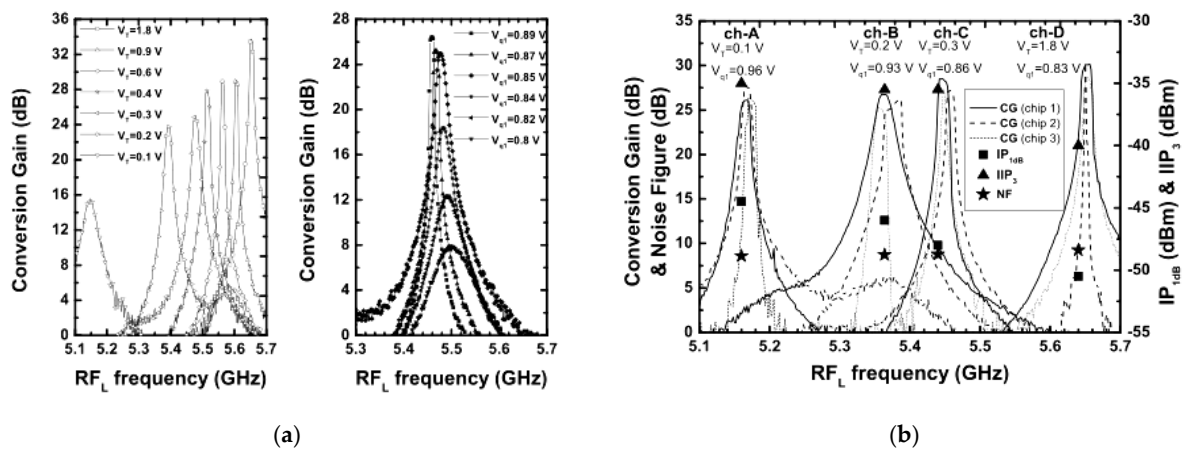 36
32
28
24
20
16
12
8
4
0
Conversion Gain (dB)
V_T=1.8 V
V_T=0.9 V
V_T=0.6 V
V_T=0.4 V
V_T=0.3 V
V_T=0.2 V
V_T=0.1 V
5.1 5.2 5.3 5.4 5.5 5.6 5.7
RF_L frequency (GHz)
28
26
24
20
16
12
8
4
0
Conversion Gain (dB)
V_q1=0.89 V
V_q1=0.87 V
V_q1=0.85 V
V_q1=0.84 V
V_q1=0.82 V
V_q1=0.8 V
5.3 5.4 5.5 5.6 5.7
RF_L frequency (GHz)
(a)
35
30
25
20
15
10
5
0
Conversion Gain (dB)
& Noise Figure (dB)
ch-A ch-B ch-C ch-D
V_T=0.1 V V_T=0.2 V V_T=0.3 V V_T=1.8 V
V_q1=0.96 V V_q1=0.93 V V_q1=0.86 V V_q1=0.83 V
CG (chip 1)
CG (chip 2)
CG (chip 3)
IP_1dB
IIP_3
NF
5.1 5.2 5.3 5.4 5.5 5.6 5.7
RF_L frequency (GHz)
-30
-35
-40
-45
-50
-55
IP_1dB (dBm) & IIP_3 (dBm)
(b)